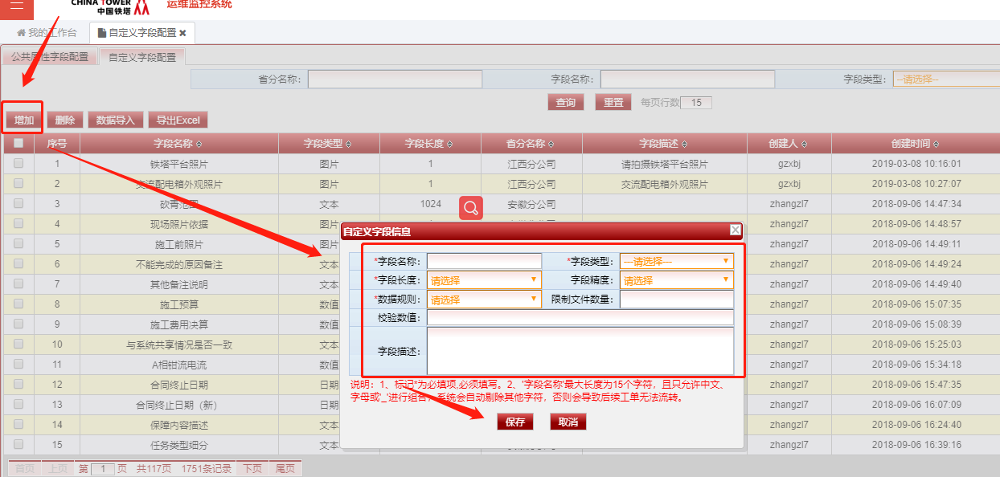 CHINA TOWER
中国铁塔 运维监控系统
我的工作台 自定义字段配置
公共属性字段配置 自定义字段配置
省分名称： 字段名称： 字段类型： --请选择--
查询 重置 每页行数 15
增加 删除 数据导入 导出Excel
序号 字段名称 字段类型 字段长度 省分名称 字段描述 创建人 创建时间
1 铁塔平台照片 图片 1 江西分公司 请拍摄铁塔平台照片 gzxbj 2019-03-08 10:16:01
2 交流配电箱外观照片 图片 1 江西分公司 交流配电箱外观照片 gzxbj 2019-03-08 10:27:07
3 砍青范围 文本 1024 安徽分公司 zhangzl7 2018-09-06 14:47:34
4 现场照片依据 图片 zhangzl7 2018-09-06 14:48:57
5 施工前照片 图片 zhangzl7 2018-09-06 14:49:11
6 不能完成的原因备注 文本 zhangzl7 2018-09-06 14:49:24
7 其他备注说明 文本 zhangzl7 2018-09-06 14:49:40
8 施工预算 数值 zhangzl7 2018-09-06 15:07:35
9 施工费用决算 数值 zhangzl7 2018-09-06 15:08:39
10 与系统共享情况是否一致 文本 zhangzl7 2018-09-06 15:25:03
11 A相钳流电流 数值 zhangzl7 2018-09-06 15:34:18
12 合同终止日期 日期 zhangzl7 2018-09-06 15:47:35
13 合同终止日期（新） 日期 zhangzl7 2018-09-06 16:07:09
14 保障内容描述 文本 zhangzl7 2018-09-06 16:24:40
15 任务类型细分 文本 zhangzl7 2018-09-06 16:39:16
自定义字段信息
*字段名称： *字段类型： ---请选择---
*字段长度： 请选择 字段精度： 请选择
*数据规则： 请选择 限制文件数量：
校验数值：
字段描述：
说明：1、标记*为必填项,必须填写。2、'字段名称'最大长度为15个字符，且只允许中文、
字母或'_'进行组合，系统会自动剔除其他字符，否则会导致后续工单无法流转。
保存 取消
首页 上页 第 1 页 共117页 1751条记录 下页 尾页